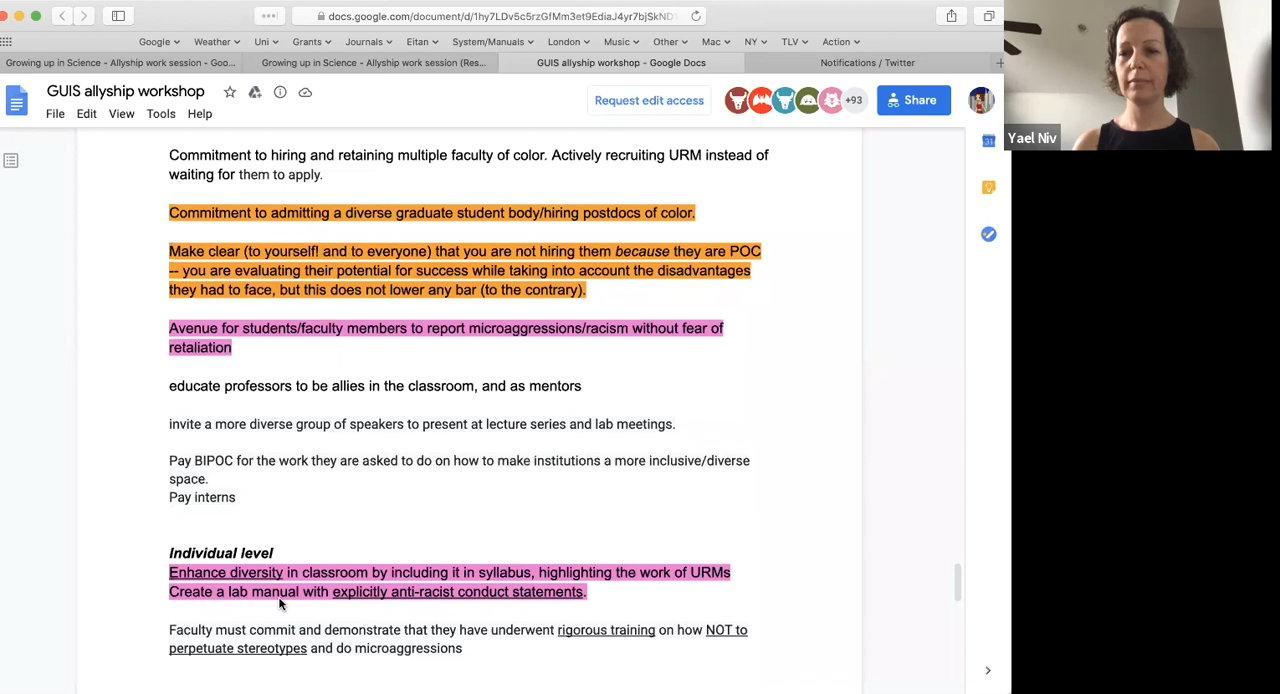 docs.google.com/document/d/1hy7LDv5c5rzGfMm3et9EdiaJ4yr7bjSkND
Google Weather Uni Grants Journals Eitan System/Manuals London Music Other Mac NY TLV Action
Growing up in Science - Allyship work session - Goo... Growing up in Science - Allyship work session (Res... GUIS allyship workshop - Google Docs Notifications / Twitter
GUIS allyship workshop
File Edit View Tools Help
Request edit access
+93
Share
Yael Niv
31
Commitment to hiring and retaining multiple faculty of color. Actively recruiting URM instead of
waiting for them to apply.
Commitment to admitting a diverse graduate student body/hiring postdocs of color.
Make clear (to yourself! and to everyone) that you are not hiring them because they are POC
-- you are evaluating their potential for success while taking into account the disadvantages
they had to face, but this does not lower any bar (to the contrary).
Avenue for students/faculty members to report microaggressions/racism without fear of
retaliation
educate professors to be allies in the classroom, and as mentors
invite a more diverse group of speakers to present at lecture series and lab meetings.
Pay BIPOC for the work they are asked to do on how to make institutions a more inclusive/diverse
space.
Pay interns
Individual level
Enhance diversity in classroom by including it in syllabus, highlighting the work of URMs
Create a lab manual with explicitly anti-racist conduct statements.
Faculty must commit and demonstrate that they have underwent rigorous training on how NOT to
perpetuate stereotypes and do microaggressions